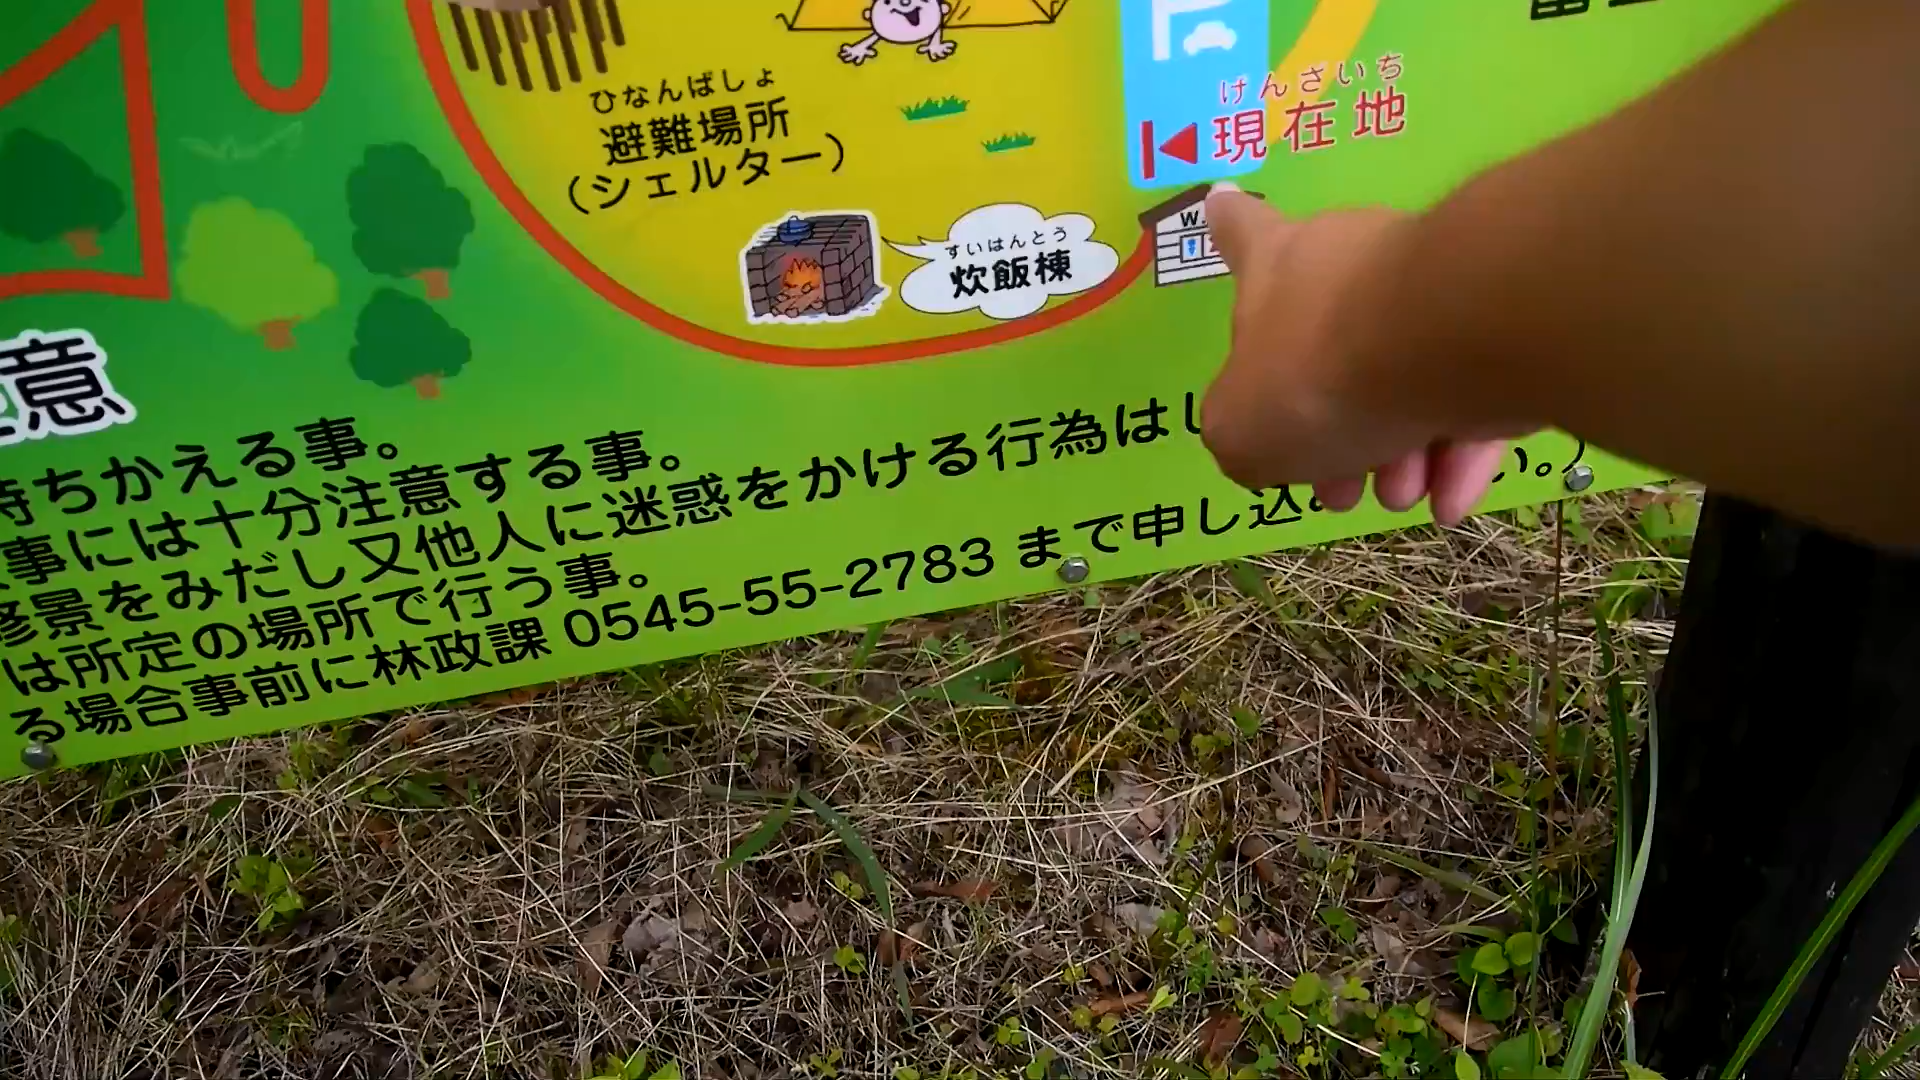 ひなんばしょ
避難場所
(シェルター)
けんざいち
現在地
W.
すいはんとう
炊飯棟
意
持ちかえる事。
事には十分注意する事。
修景をみだし又他人に迷惑をかける行為はし
は所定の場所で行う事。
る場合事前に林政課 0545-55-2783 まで申し込 い。)